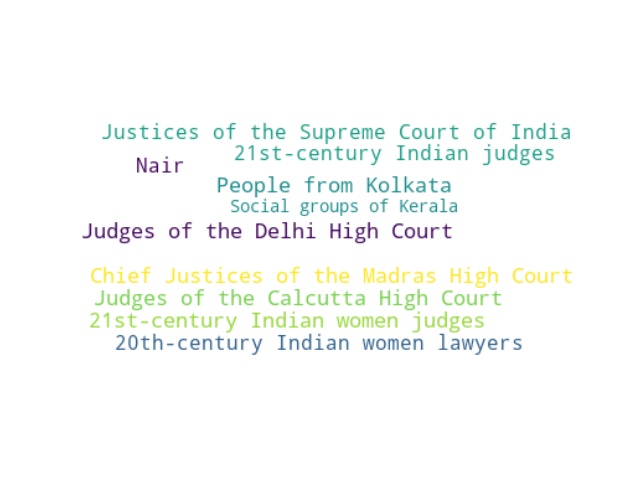 Justices of the Supreme Court of India
21st-century Indian judges
Nair
People from Kolkata
Social groups of Kerala
Judges of the Delhi High Court
Chief Justices of the Madras High Court
Judges of the Calcutta High Court
21st-century Indian women judges
20th-century Indian women lawyers